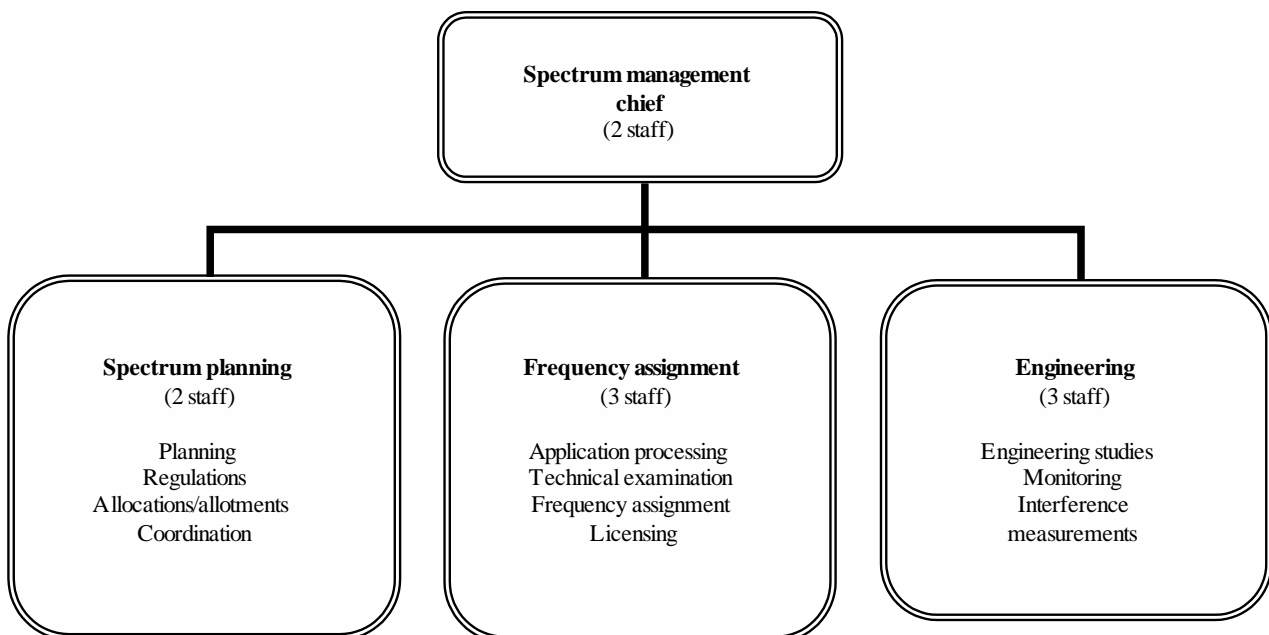 Spectrum management
chief
(2 staff)
Spectrum planning
(2 staff)
Planning
Regulations
Allocations/allotments
Coordination
Frequency assignment
(3 staff)
Application processing
Technical examination
Frequency assignment
Licensing
Engineering
(3 staff)
Engineering studies
Monitoring
Interference
measurements